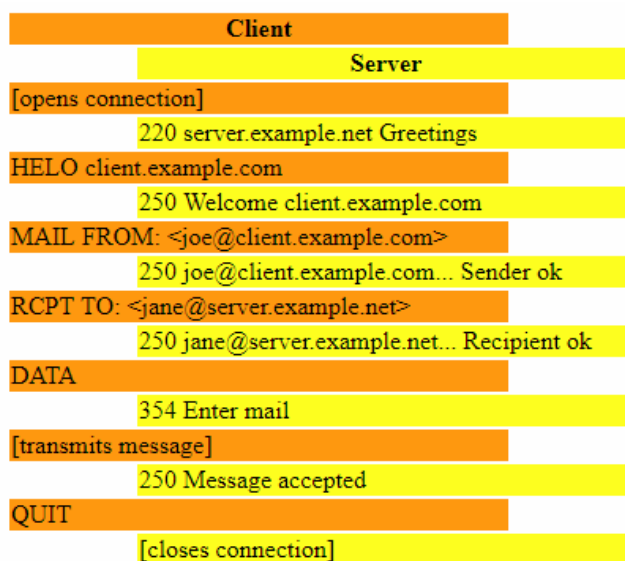 Client
Server
[opens connection]
220 server.example.net Greetings
HELO client.example.com
250 Welcome client.example.com
MAIL FROM: <joe@client.example.com>
250 joe@client.example.com... Sender ok
RCPT TO: <jane@server.example.net>
250 jane@server.example.net... Recipient ok
DATA
354 Enter mail
[transmits message]
250 Message accepted
QUIT
[closes connection]